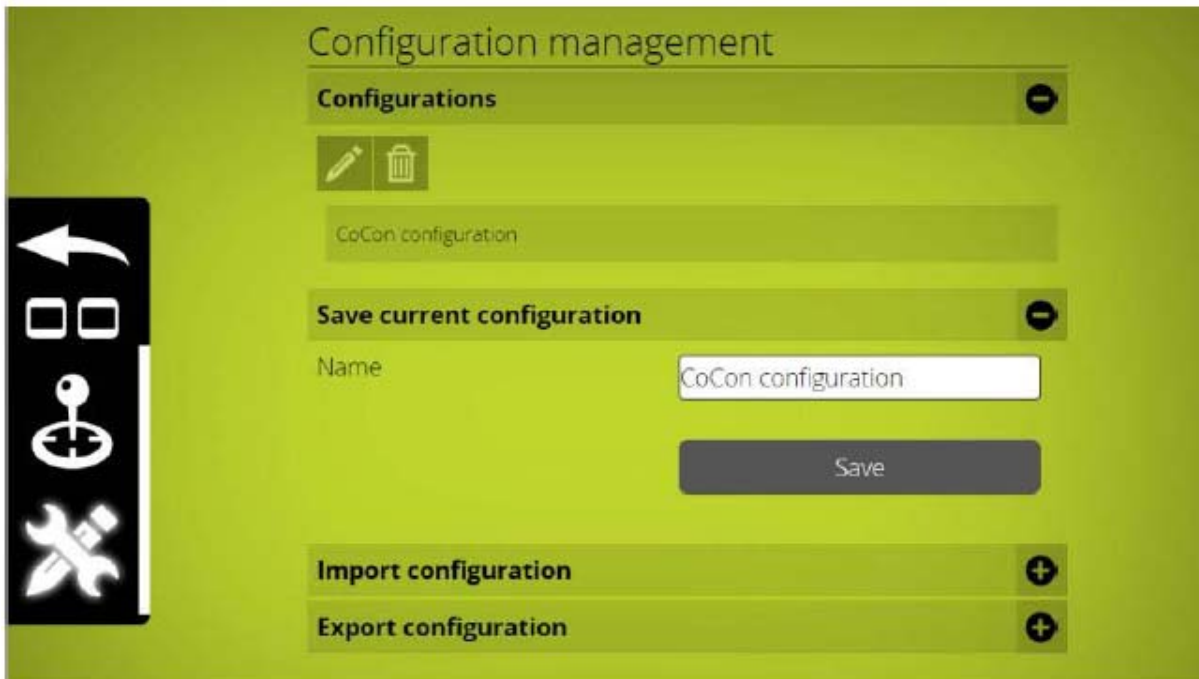 Configuration management
Configurations
CoCon configuration
Save current configuration
Name
CoCon configuration
Save
Import configuration
Export configuration